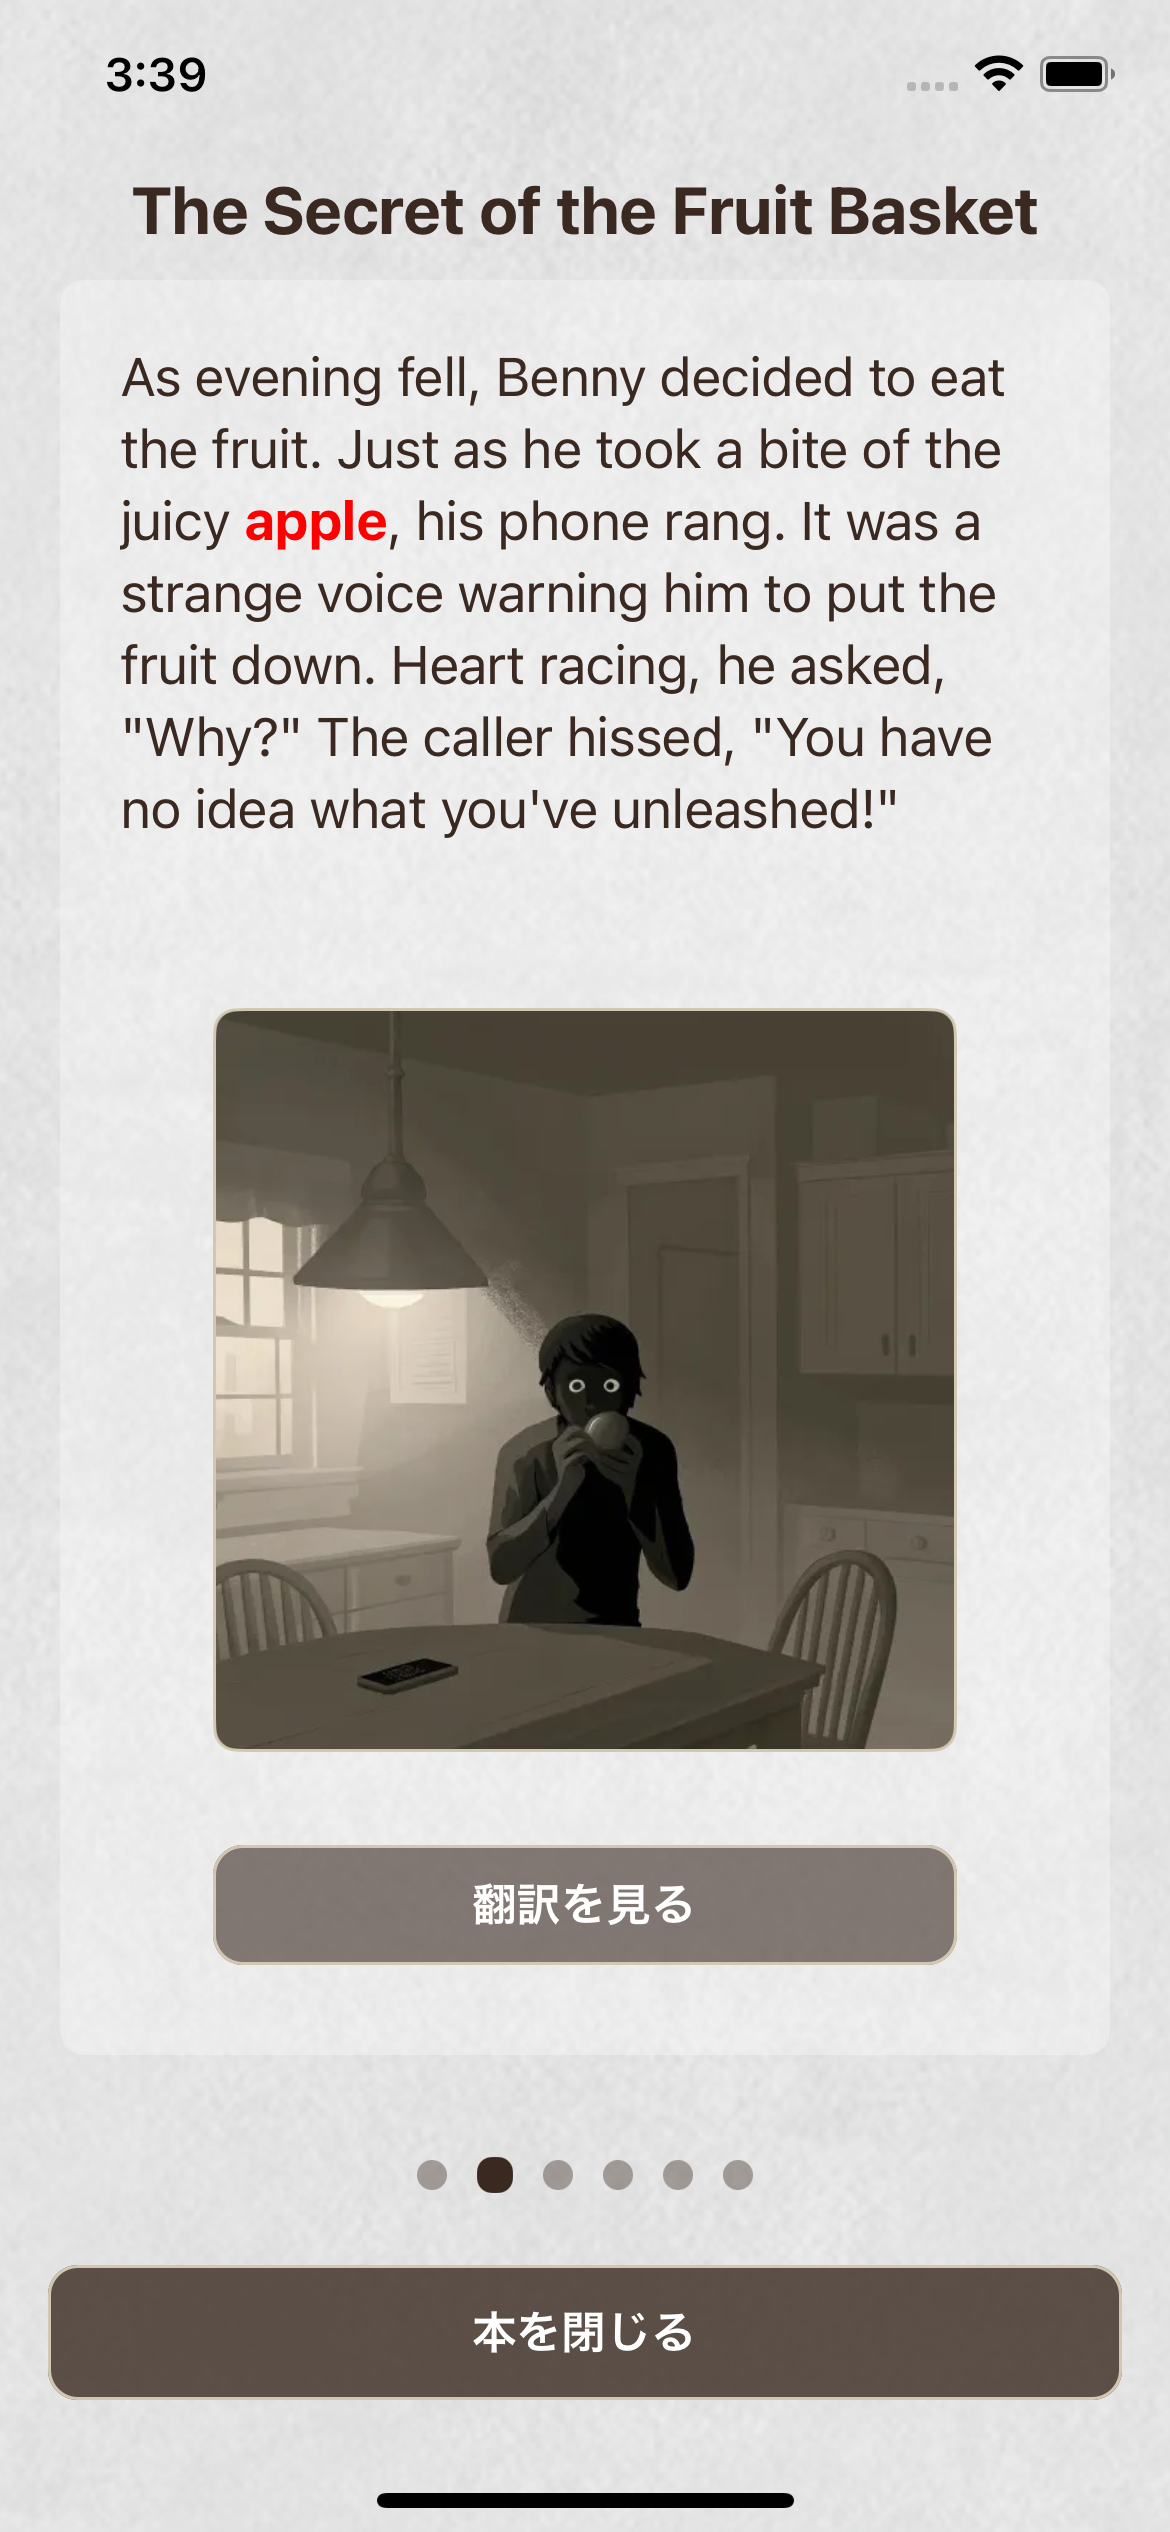 3:39
The Secret of the Fruit Basket
As evening fell, Benny decided to eat
the fruit. Just as he took a bite of the
juicy apple, his phone rang. It was a
strange voice warning him to put the
fruit down. Heart racing, he asked,
"Why?" The caller hissed, "You have
no idea what you've unleashed!"
翻訳を見る
本を閉じる